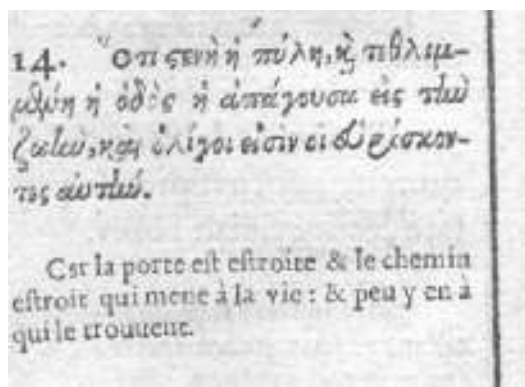 14. Ὅτι στενὴ ἡ πύλη, καὶ τεθλιμ-
μένη ἡ ὁδὸς ἡ ἀπάγουσα εἰς τὴν
ζωὴν, καὶ ὀλίγοι εἰσὶν οἱ εὑρίσκον-
τες αὐτήν.
Car la porte est estroite & le chemin
estroit qui mene à la vie : & peu y en à
qui le trouuent.